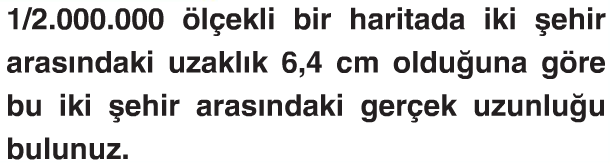 1/2.000.000 ölçekli bir haritada iki şehir
arasındaki uzaklık 6,4 cm olduğuna göre
bu iki şehir arasındaki gerçek uzunluğu
bulunuz.